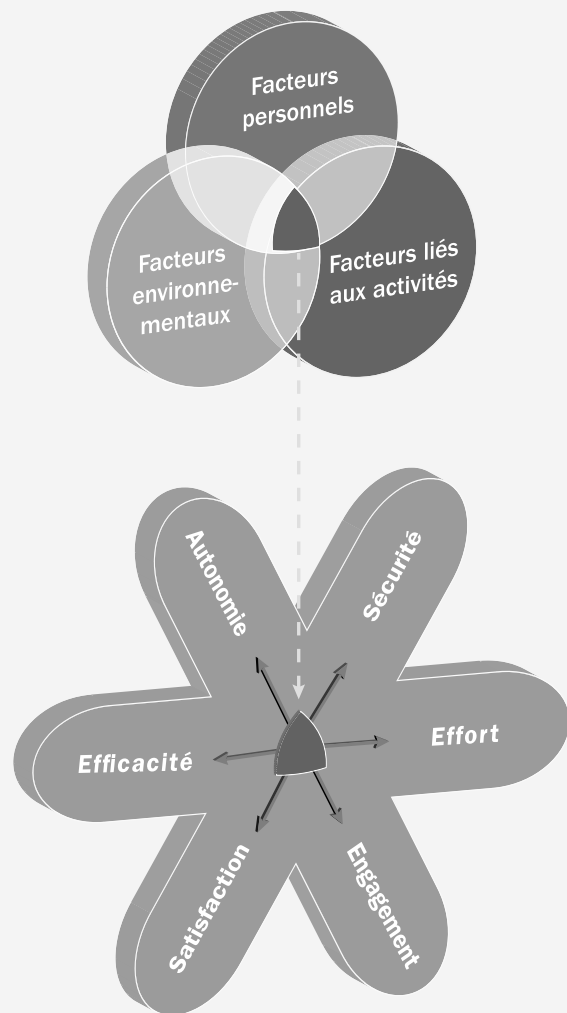 Facteurs
personnels
Facteurs
environne-
mentaux
Facteurs liés
aux activités
Autonomie
Sécurité
Efficacité
Effort
Satisfaction
Engagement